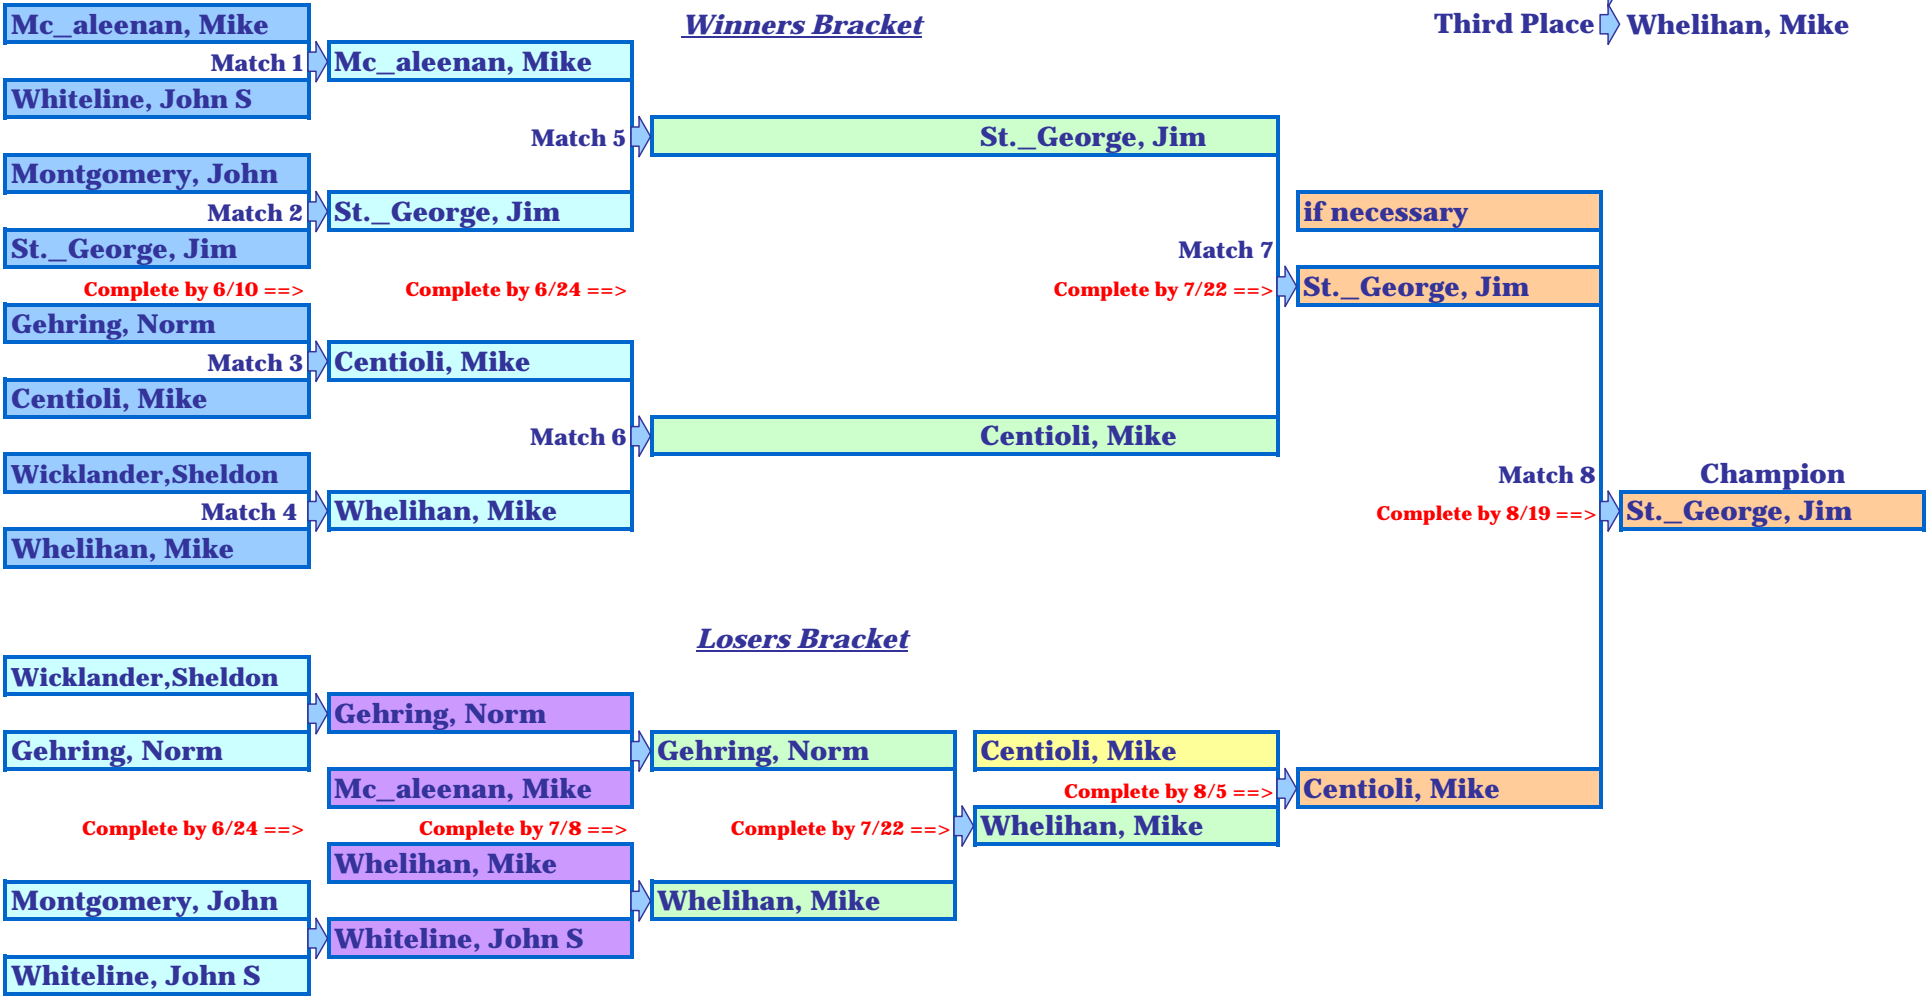 Mc_aleenan, Mike
Winners Bracket
Third Place
Whelihan, Mike
Match 1
Mc_aleenan, Mike
Whiteline, John S
Match 5
St._George, Jim
Montgomery, John
Match 2
St._George, Jim
if necessary
St._George, Jim
Match 7
Complete by 6/10 ==>
Complete by 6/24 ==>
Complete by 7/22 ==>
St._George, Jim
Gehring, Norm
Match 3
Centioli, Mike
Centioli, Mike
Match 6
Centioli, Mike
Wicklander,Sheldon
Match 8
Champion
Match 4
Whelihan, Mike
Complete by 8/19 ==>
St._George, Jim
Whelihan, Mike
Losers Bracket
Wicklander,Sheldon
Gehring, Norm
Gehring, Norm
Gehring, Norm
Centioli, Mike
Mc_aleenan, Mike
Complete by 8/5 ==>
Centioli, Mike
Complete by 6/24 ==>
Complete by 7/8 ==>
Complete by 7/22 ==>
Whelihan, Mike
Whelihan, Mike
Montgomery, John
Whelihan, Mike
Whiteline, John S
Whiteline, John S